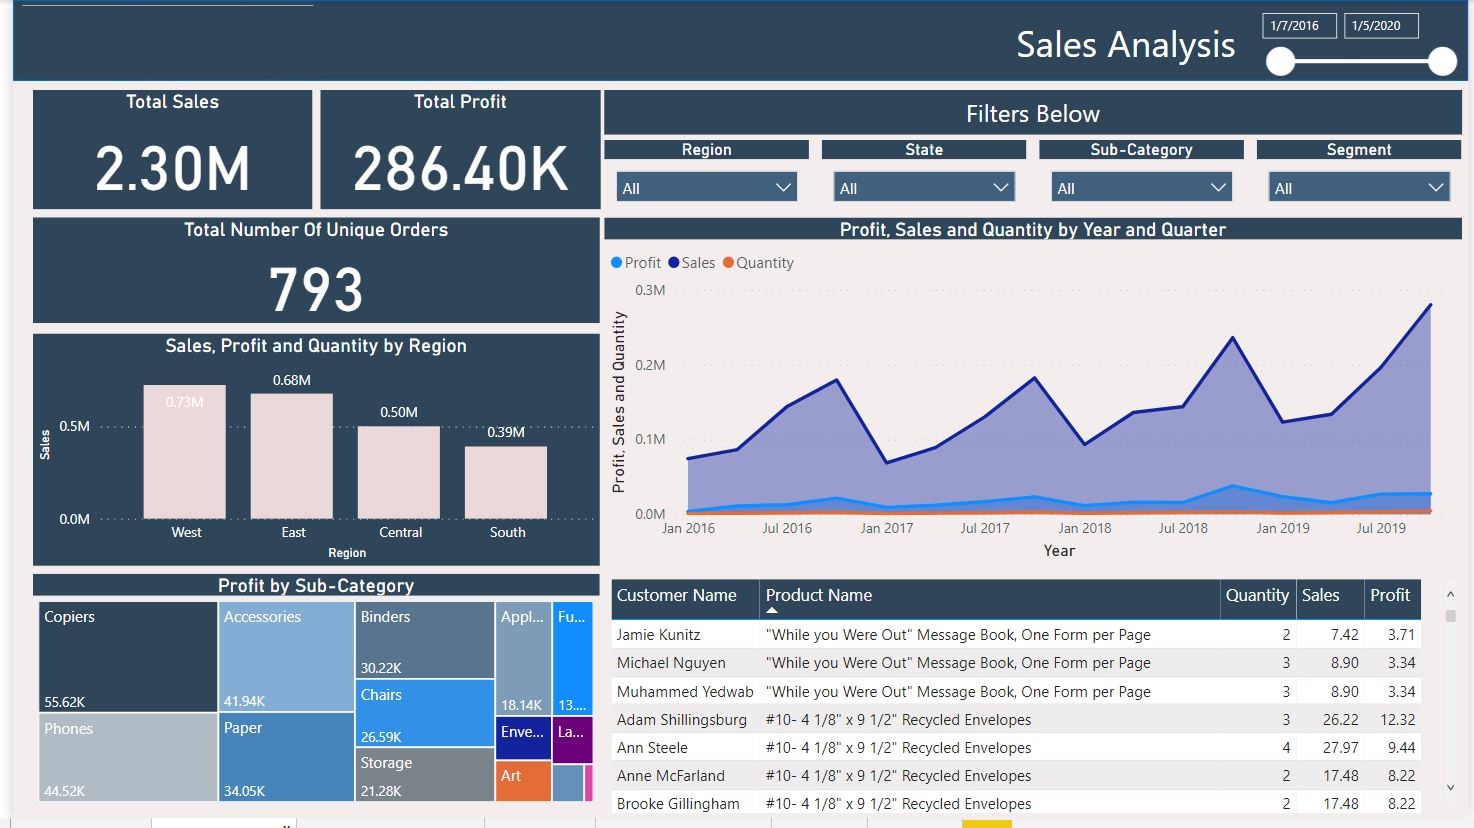 Sales Analysis
1/7/2016
1/5/2020
Total Sales
2.30M
Total Profit
286.40K
Filters Below
Region
State
Sub-Category
Segment
All
All
All
All
Total Number Of Unique Orders
793
Profit, Sales and Quantity by Year and Quarter
Profit
Sales
Quantity
Profit, Sales and Quantity
0.3M
0.2M
0.1M
0.0M
Jan 2016
Jul 2016
Jan 2017
Jul 2017
Jan 2018
Jul 2018
Jan 2019
Jul 2019
Year
Sales, Profit and Quantity by Region
Sales
0.5M
0.0M
0.73M
0.68M
0.50M
0.39M
West
East
Central
South
Region
Profit by Sub-Category
Copiers
55.62K
Phones
44.52K
Accessories
41.94K
Paper
34.05K
Binders
30.22K
Chairs
26.59K
Storage
21.28K
Appl...
18.14K
Fu...
13....
Enve...
La...
Art
Customer Name Product Name Quantity Sales Profit
Jamie Kunitz "While you Were Out" Message Book, One Form per Page 2 7.42 3.71
Michael Nguyen "While you Were Out" Message Book, One Form per Page 3 8.90 3.34
Muhammed Yedwab "While you Were Out" Message Book, One Form per Page 3 8.90 3.34
Adam Shillingsburg #10- 4 1/8" x 9 1/2" Recycled Envelopes 3 26.22 12.32
Ann Steele #10- 4 1/8" x 9 1/2" Recycled Envelopes 4 27.97 9.44
Anne McFarland #10- 4 1/8" x 9 1/2" Recycled Envelopes 2 17.48 8.22
Brooke Gillingham #10- 4 1/8" x 9 1/2" Recycled Envelopes 2 17.48 8.22